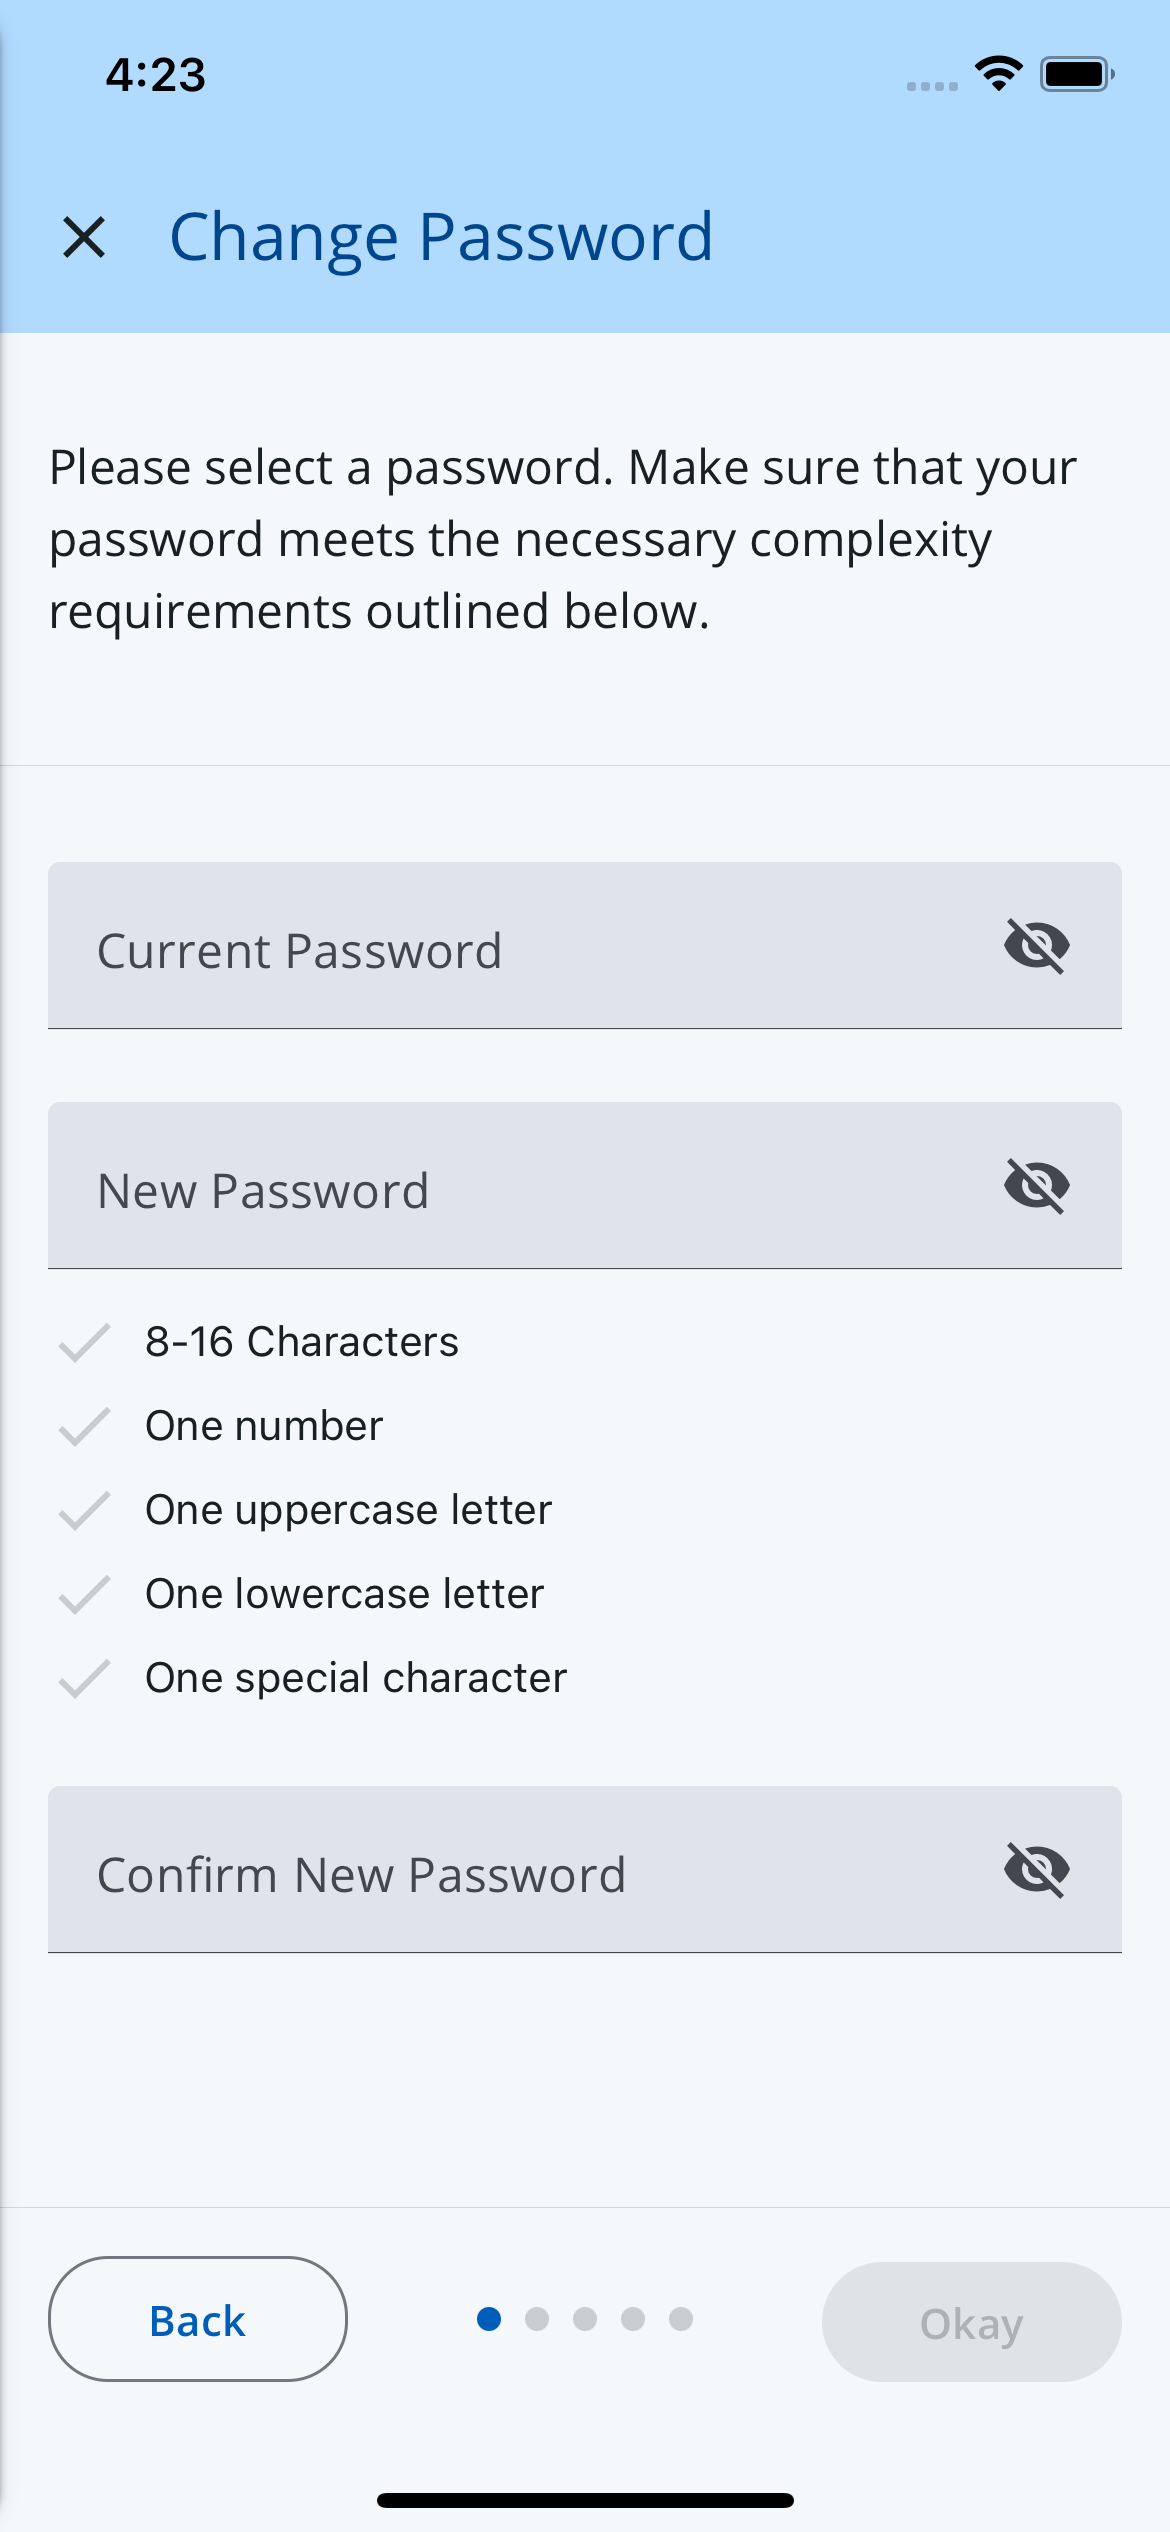 4:23
Change Password
Please select a password. Make sure that your
password meets the necessary complexity
requirements outlined below.
Current Password
New Password
8-16 Characters
One number
One uppercase letter
One lowercase letter
One special character
Confirm New Password
Back
Okay